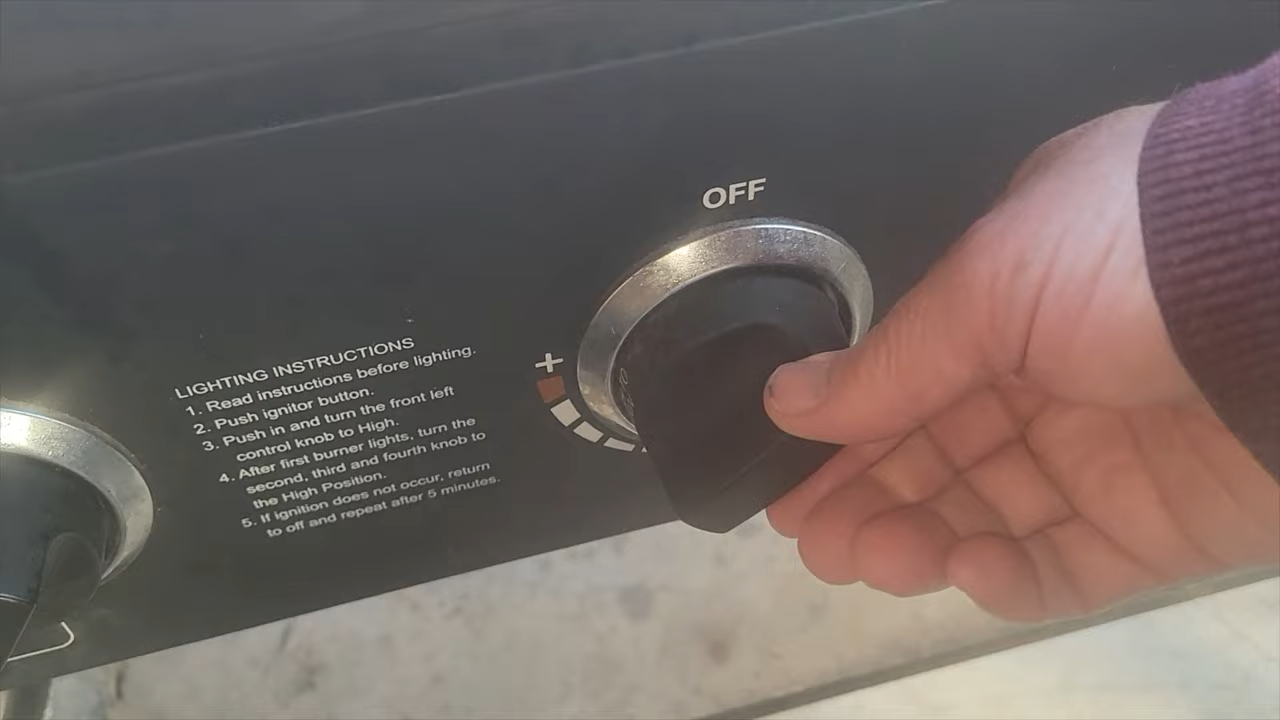 OFF
+
LIGHTING INSTRUCTIONS
1. Read instructions before lighting.
2. Push ignitor button.
3. Push in and turn the front left
control knob to High.
4. After first burner lights, turn the
second, third and fourth knob to
the High Position.
5. If ignition does not occur, return
to off and repeat after 5 minutes.